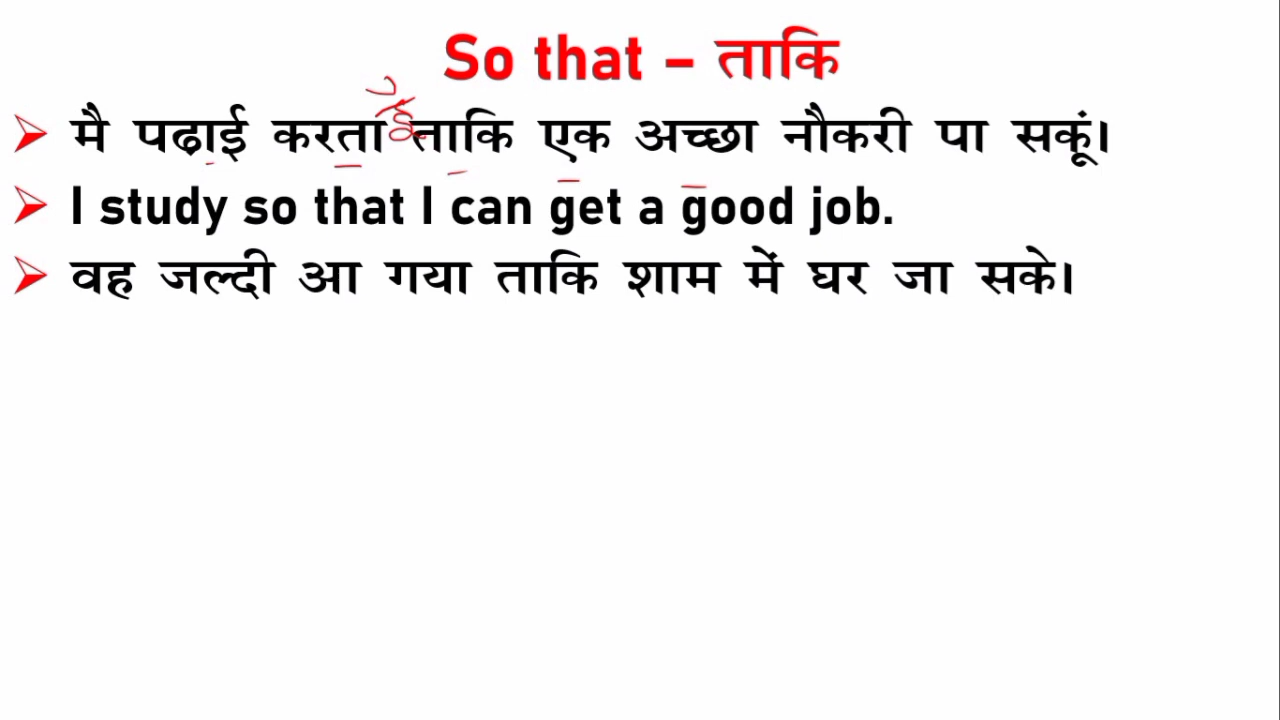 So that – ताकि
मै पढाई करता हूँ ताकि एक अच्छा नौकरी पा सकूं।
I study so that I can get a good job.
वह जल्दी आ गया ताकि शाम में घर जा सके।